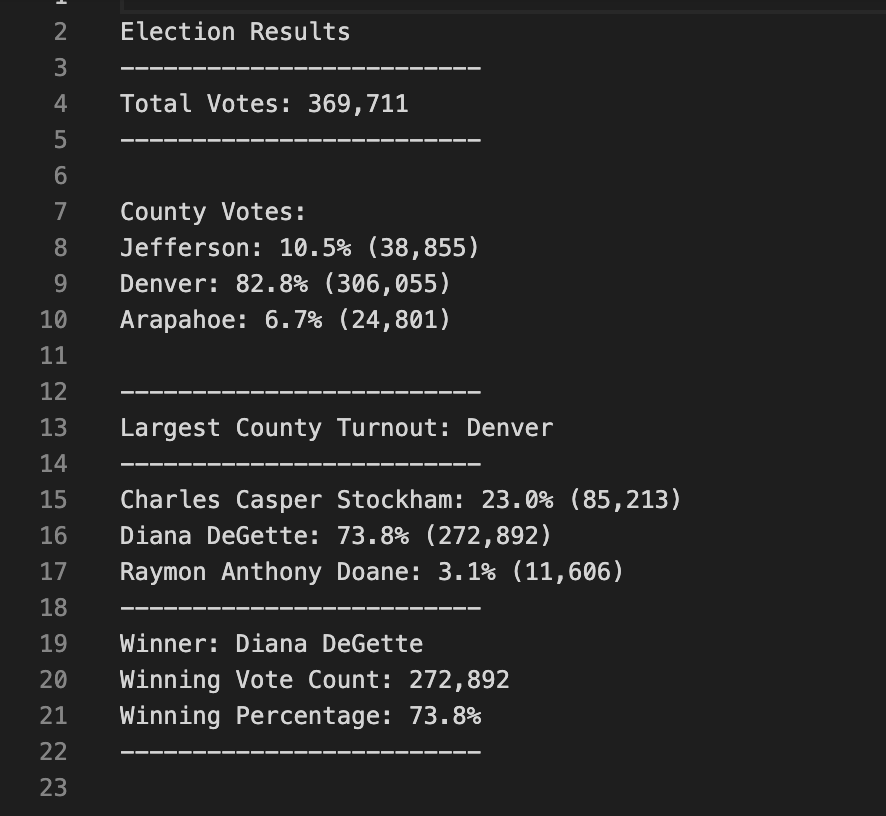 1
2 Election Results
3 -------------------------
4 Total Votes: 369,711
5 -------------------------
6
7 County Votes:
8 Jefferson: 10.5% (38,855)
9 Denver: 82.8% (306,055)
10 Arapahoe: 6.7% (24,801)
11
12 -------------------------
13 Largest County Turnout: Denver
14 -------------------------
15 Charles Casper Stockham: 23.0% (85,213)
16 Diana DeGette: 73.8% (272,892)
17 Raymon Anthony Doane: 3.1% (11,606)
18 -------------------------
19 Winner: Diana DeGette
20 Winning Vote Count: 272,892
21 Winning Percentage: 73.8%
22 -------------------------
23